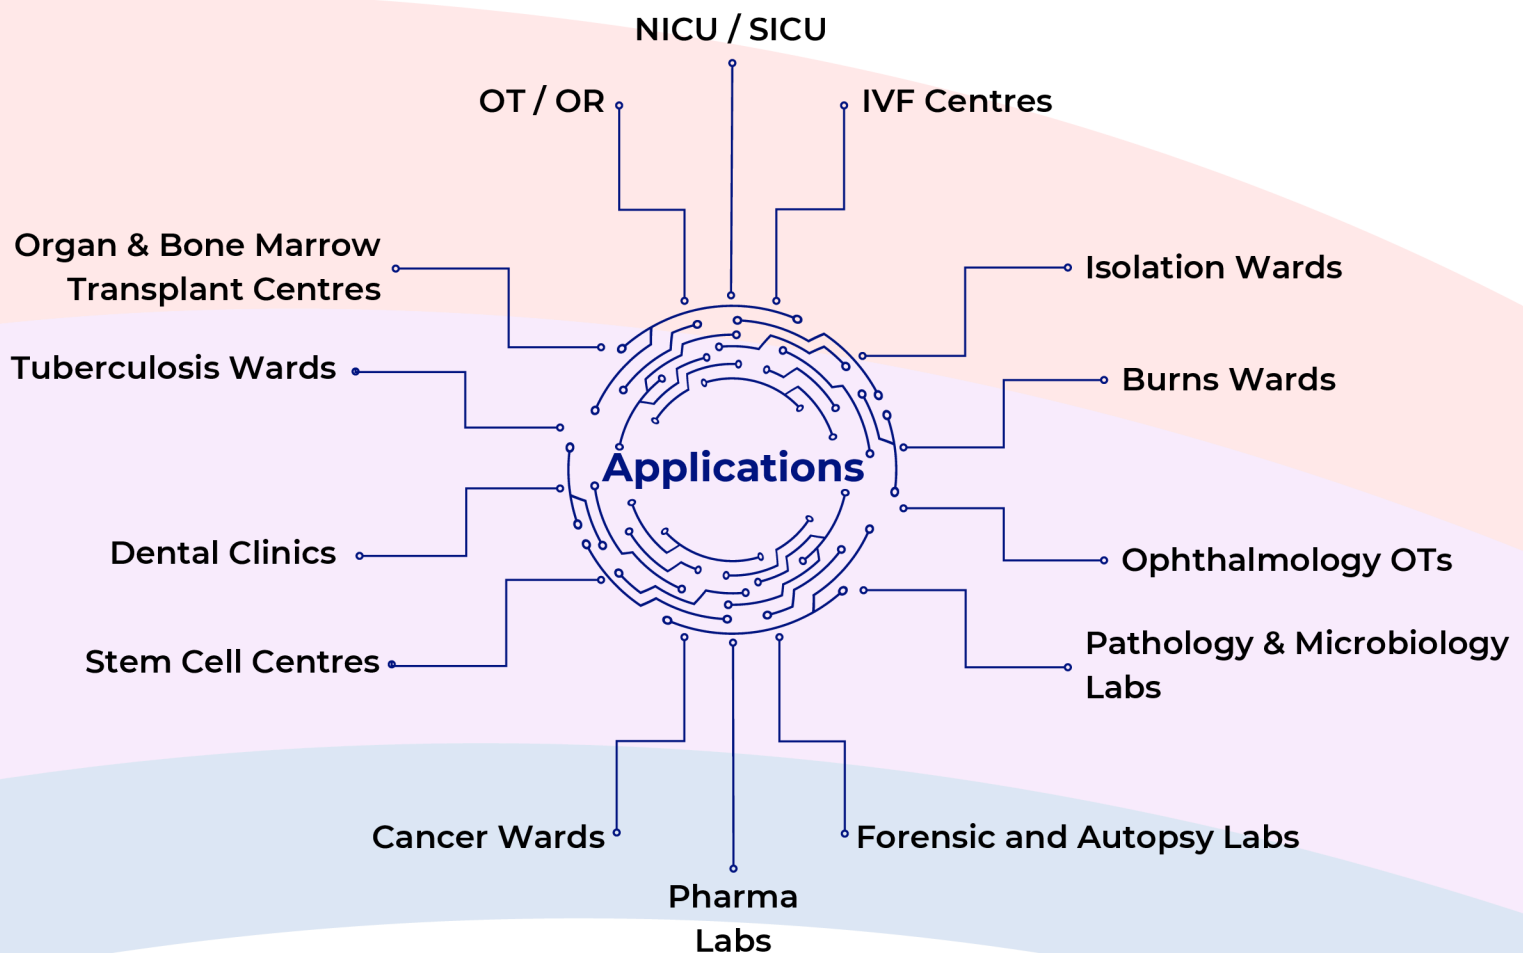 NICU / SICU
OT / OR
IVF Centres
Organ & Bone Marrow
Transplant Centres
Isolation Wards
Tuberculosis Wards
Burns Wards
Applications
Dental Clinics
Ophthalmology OTs
Stem Cell Centres
Pathology & Microbiology
Labs
Cancer Wards
Forensic and Autopsy Labs
Pharma
Labs